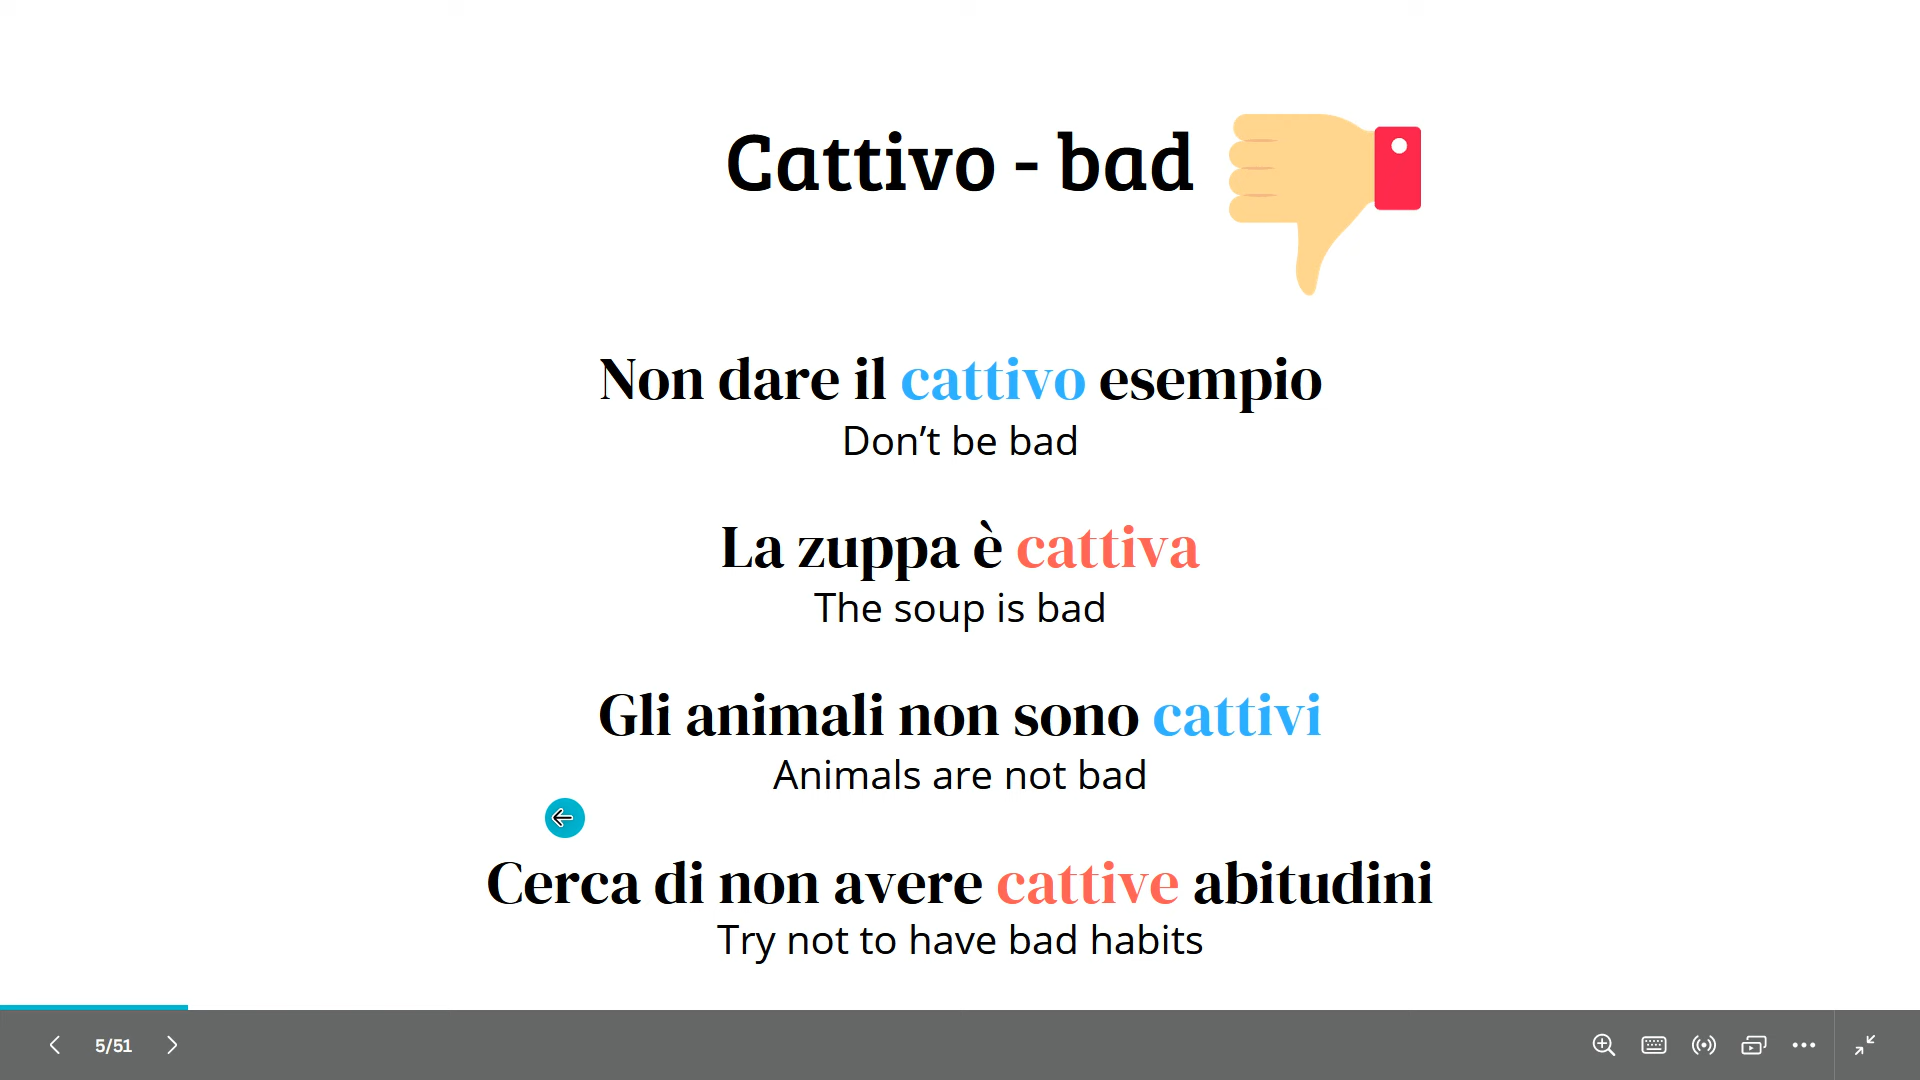 Cattivo - bad
Non dare il cattivo esempio
Don’t be bad
La zuppa è cattiva
The soup is bad
Gli animali non sono cattivi
Animals are not bad
Cerca di non avere cattive abitudini
Try not to have bad habits
5/51